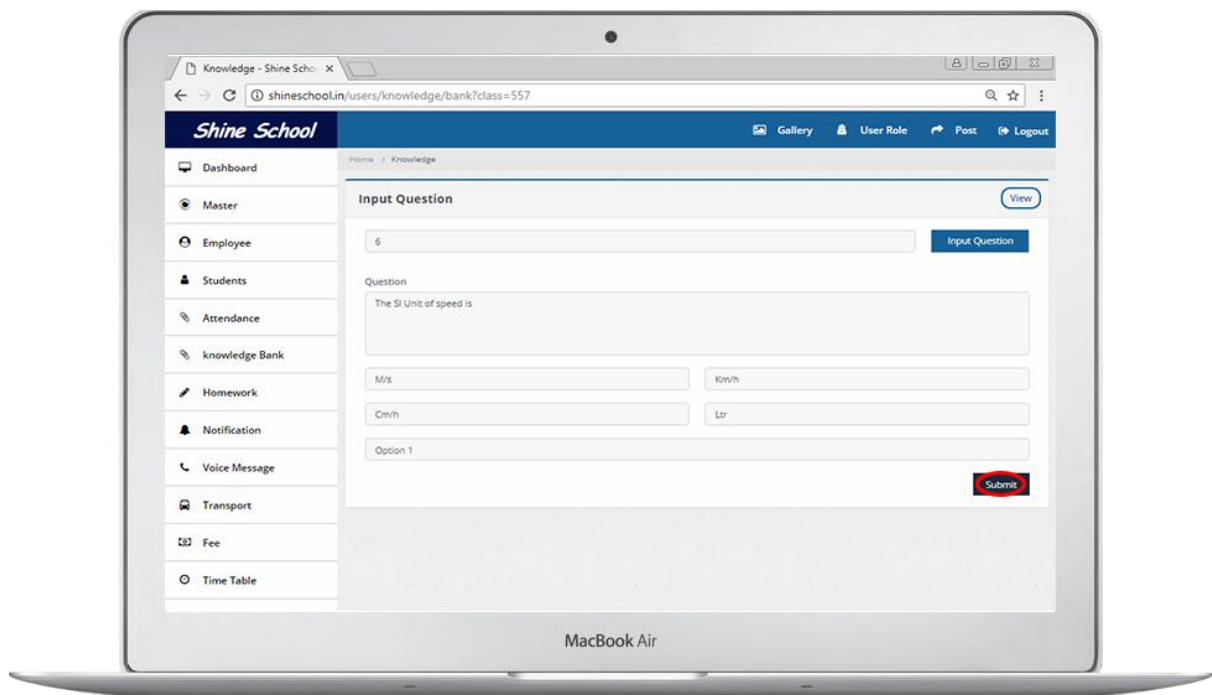 Knowledge - Shine Scho
shineschool.in/users/knowledge/bank?class=557
Shine School
Gallery User Role Post Logout
Dashboard
Master
Employee
Students
Attendance
knowledge Bank
Homework
Notification
Voice Message
Transport
Fee
Time Table
Home > Knowledge
Input Question View
6 Input Question
Question
The SI Unit of speed is
M/s Km/h
Cm/h Ltr
Option 1
Submit
MacBook Air